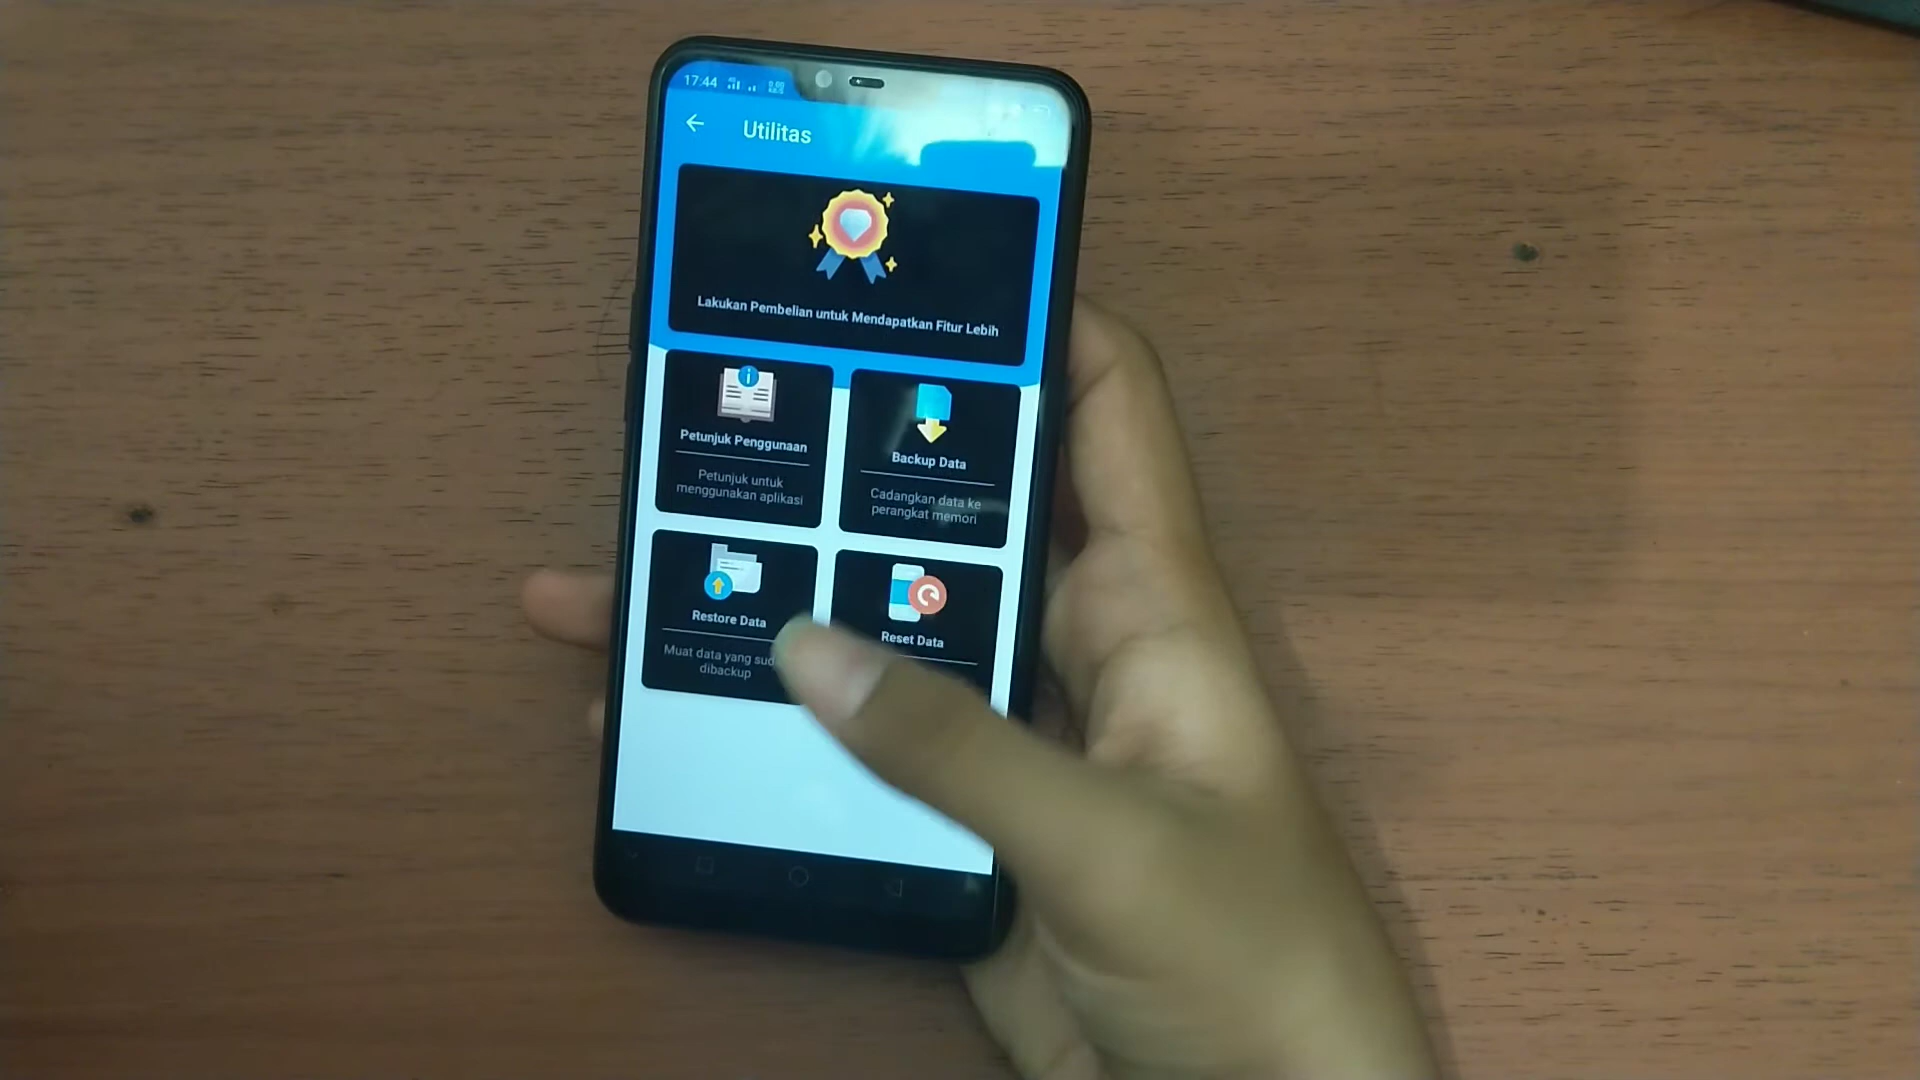 17:44
Utilitas
Lakukan Pembelian untuk Mendapatkan Fitur Lebih
Petunjuk Penggunaan
Petunjuk untuk
menggunakan aplikasi
Backup Data
Cadangkan data ke
perangkat memori
Restore Data
Muat data yang
dibackup
Reset Data